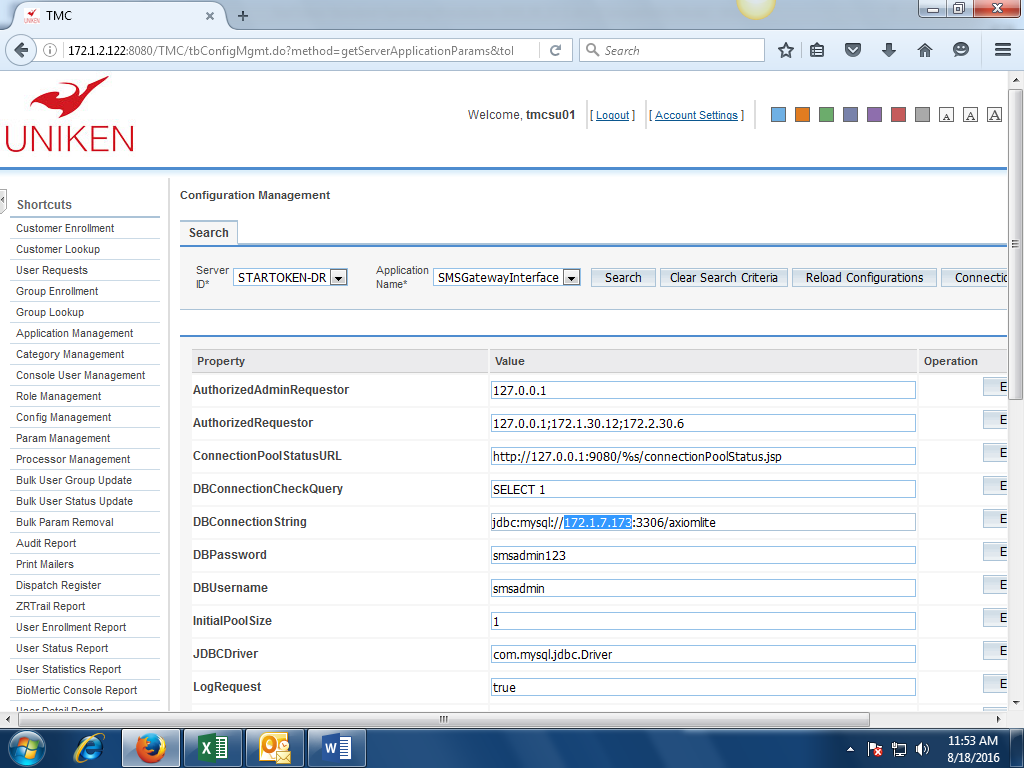 UNIKEN TMC
172.1.2.122:8080/TMC/tbConfigMgmt.do?method=getServerApplicationParams&tol
Search
UNIKEN
Welcome, tmcsu01 [ Logout ] [ Account Settings ] A A A
Configuration Management
Shortcuts
Customer Enrollment
Customer Lookup
User Requests
Group Enrollment
Group Lookup
Application Management
Category Management
Console User Management
Role Management
Config Management
Param Management
Processor Management
Bulk User Group Update
Bulk User Status Update
Bulk Param Removal
Audit Report
Print Mailers
Dispatch Register
ZRTrail Report
User Enrollment Report
User Status Report
User Statistics Report
BioMertic Console Report
User Detail Report
Search
Server ID* STARTOKEN-DR Application Name* SMSGatewayInterface Search Clear Search Criteria Reload Configurations Connectio
Property Value Operation
AuthorizedAdminRequestor 127.0.0.1 E
AuthorizedRequestor 127.0.0.1;172.1.30.12;172.2.30.6 E
ConnectionPoolStatusURL http://127.0.0.1:9080/%s/connectionPoolStatus.jsp E
DBConnectionCheckQuery SELECT 1 E
DBConnectionString jdbc:mysql://172.1.7.173:3306/axiomlite E
DBPassword smsadmin123 E
DBUsername smsadmin E
InitialPoolSize 1 E
JDBCDriver com.mysql.jdbc.Driver E
LogRequest true E
11:53 AM
8/18/2016